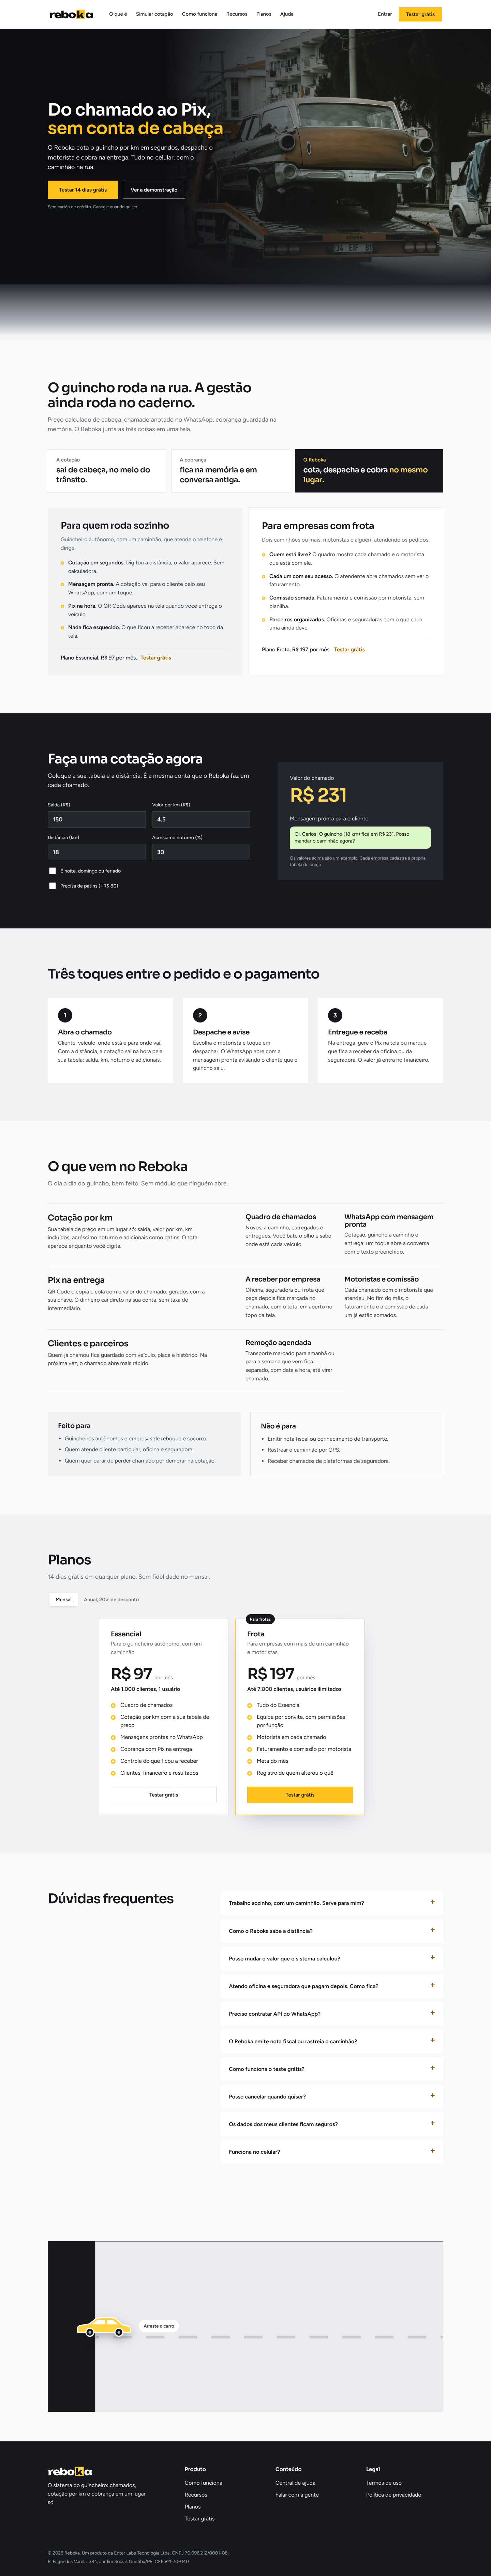 reboka
O que é
Simular cotação
Como funciona
Recursos
Planos
Ajuda
Entrar
Testar grátis
Do chamado ao Pix,
sem conta de cabeça
O Reboka cota o guincho por km em segundos, despacha o
motorista e cobra na entrega. Tudo no celular, com o
caminhão na rua.
Testar 14 dias grátis
Ver a demonstração
Sem cartão de crédito. Cancele quando quiser.
O guincho roda na rua. A gestão
ainda roda no caderno.
Preço calculado de cabeça, chamado anotado no WhatsApp, cobrança guardada na
memória. O Reboka junta as três coisas em uma tela.
A cotação
sai de cabeça, no meio do
trânsito.
A cobrança
fica na memória e em
conversa antiga.
O Reboka
cota, despacha e cobra no mesmo
lugar.
Para quem roda sozinho
Guincheiro autônomo, com um caminhão, que atende o telefone e
dirige.
Cotação em segundos. Digitou a distância, o valor aparece. Sem
calculadora.
Mensagem pronta. A cotação vai para o cliente pelo seu
WhatsApp, com um toque.
Pix na hora. O QR Code aparece na tela quando você entrega o
veículo.
Nada fica esquecido. O que ficou a receber aparece no topo da
tela.
Plano Essencial, R$ 97 por mês. Testar grátis
Para empresas com frota
Dois caminhões ou mais, motoristas e alguém atendendo os pedidos.
Quem está livre? O quadro mostra cada chamado e o motorista
que está com ele.
Cada um com seu acesso. O atendente abre chamados sem ver o
faturamento.
Comissão somada. Faturamento e comissão por motorista, sem
planilha.
Parceiros organizados. Oficinas e seguradoras com o que cada
uma ainda deve.
Plano Frota, R$ 197 por mês. Testar grátis
Faça uma cotação agora
Coloque a sua tabela e a distância. É a mesma conta que o Reboka faz em
cada chamado.
Saída (R$)
Valor por km (R$)
150
4.5
Distância (km)
Acréscimo noturno (%)
18
30
É noite, domingo ou feriado
Precisa de patins (+R$ 80)
Valor do chamado
R$ 231
Mensagem pronta para o cliente
Oi, Carlos! O guincho (18 km) fica em R$ 231. Posso
mandar o caminhão agora?
Os valores acima são um exemplo. Cada empresa cadastra a própria
tabela de preço.
Três toques entre o pedido e o pagamento
1
Abra o chamado
Cliente, veículo, onde está e para onde vai.
Com a distância, a cotação sai na hora pela
sua tabela: saída, km, noturno e adicionais.
2
Despache e avise
Escolha o motorista e toque em
despachar. O WhatsApp abre com a
mensagem pronta avisando o cliente que o
guincho saiu.
3
Entregue e receba
Na entrega, gere o Pix na tela ou marque
que fica a receber da oficina ou da
seguradora. O valor já entra no financeiro.
O que vem no Reboka
O dia a dia do guincho, bem feito. Sem módulo que ninguém abre.
Cotação por km
Sua tabela de preço em um lugar só: saída, valor por km, km
incluídos, acréscimo noturno e adicionais como patins. O total
aparece enquanto você digita.
Quadro de chamados
Novos, a caminho, carregados e
entregues. Você bate o olho e sabe
onde está cada veículo.
WhatsApp com mensagem
pronta
Cotação, guincho a caminho e
entrega: um toque abre a conversa
com o texto preenchido.
Pix na entrega
QR Code e copia e cola com o valor do chamado, gerados com a
sua chave. O dinheiro cai direto na sua conta, sem taxa de
intermediário.
A receber por empresa
Oficina, seguradora ou frota que
paga depois fica marcada no
chamado, com o total em aberto no
topo da tela.
Motoristas e comissão
Cada chamado com o motorista que
atendeu. No fim do mês, o
faturamento e a comissão de cada
um já estão somados.
Clientes e parceiros
Quem já chamou fica guardado com veículo, placa e histórico. Na
próxima vez, o chamado abre mais rápido.
Remoção agendada
Transporte marcado para amanhã ou
para a semana que vem fica
separado, com data e hora, até virar
chamado.
Feito para
Guincheiros autônomos e empresas de reboque e socorro.
Quem atende cliente particular, oficina e seguradora.
Quem quer parar de perder chamado por demorar na cotação.
Não é para
Emitir nota fiscal ou conhecimento de transporte.
Rastrear o caminhão por GPS.
Receber chamados de plataformas de seguradora.
Planos
14 dias grátis em qualquer plano. Sem fidelidade no mensal.
Mensal
Anual, 20% de desconto
Essencial
Para o guincheiro autônomo, com um
caminhão.
R$ 97 por mês
Até 1.000 clientes, 1 usuário
Quadro de chamados
Cotação por km com a sua tabela de
preço
Mensagens prontas no WhatsApp
Cobrança com Pix na entrega
Controle do que ficou a receber
Clientes, financeiro e resultados
Testar grátis
Para frotas
Frota
Para empresas com mais de um caminhão
e motoristas.
R$ 197 por mês
Até 7.000 clientes, usuários ilimitados
Tudo do Essencial
Equipe por convite, com permissões
por função
Motorista em cada chamado
Faturamento e comissão por motorista
Meta do mês
Registro de quem alterou o quê
Testar grátis
Dúvidas frequentes
Trabalho sozinho, com um caminhão. Serve para mim?
Como o Reboka sabe a distância?
Posso mudar o valor que o sistema calculou?
Atendo oficina e seguradora que pagam depois. Como fica?
Preciso contratar API do WhatsApp?
O Reboka emite nota fiscal ou rastreia o caminhão?
Como funciona o teste grátis?
Posso cancelar quando quiser?
Os dados dos meus clientes ficam seguros?
Funciona no celular?
Arraste o carro
reboka
O sistema do guincheiro: chamados,
cotação por km e cobrança em um lugar
só.
Produto
Como funciona
Recursos
Planos
Testar grátis
Conteúdo
Central de ajuda
Falar com a gente
Legal
Termos de uso
Política de privacidade
© 2026 Reboka. Um produto da Enter Labs Tecnologia Ltda, CNPJ 70.096.212/0001-08.
R. Fagundes Varela, 384, Jardim Social, Curitiba/PR, CEP 82520-040